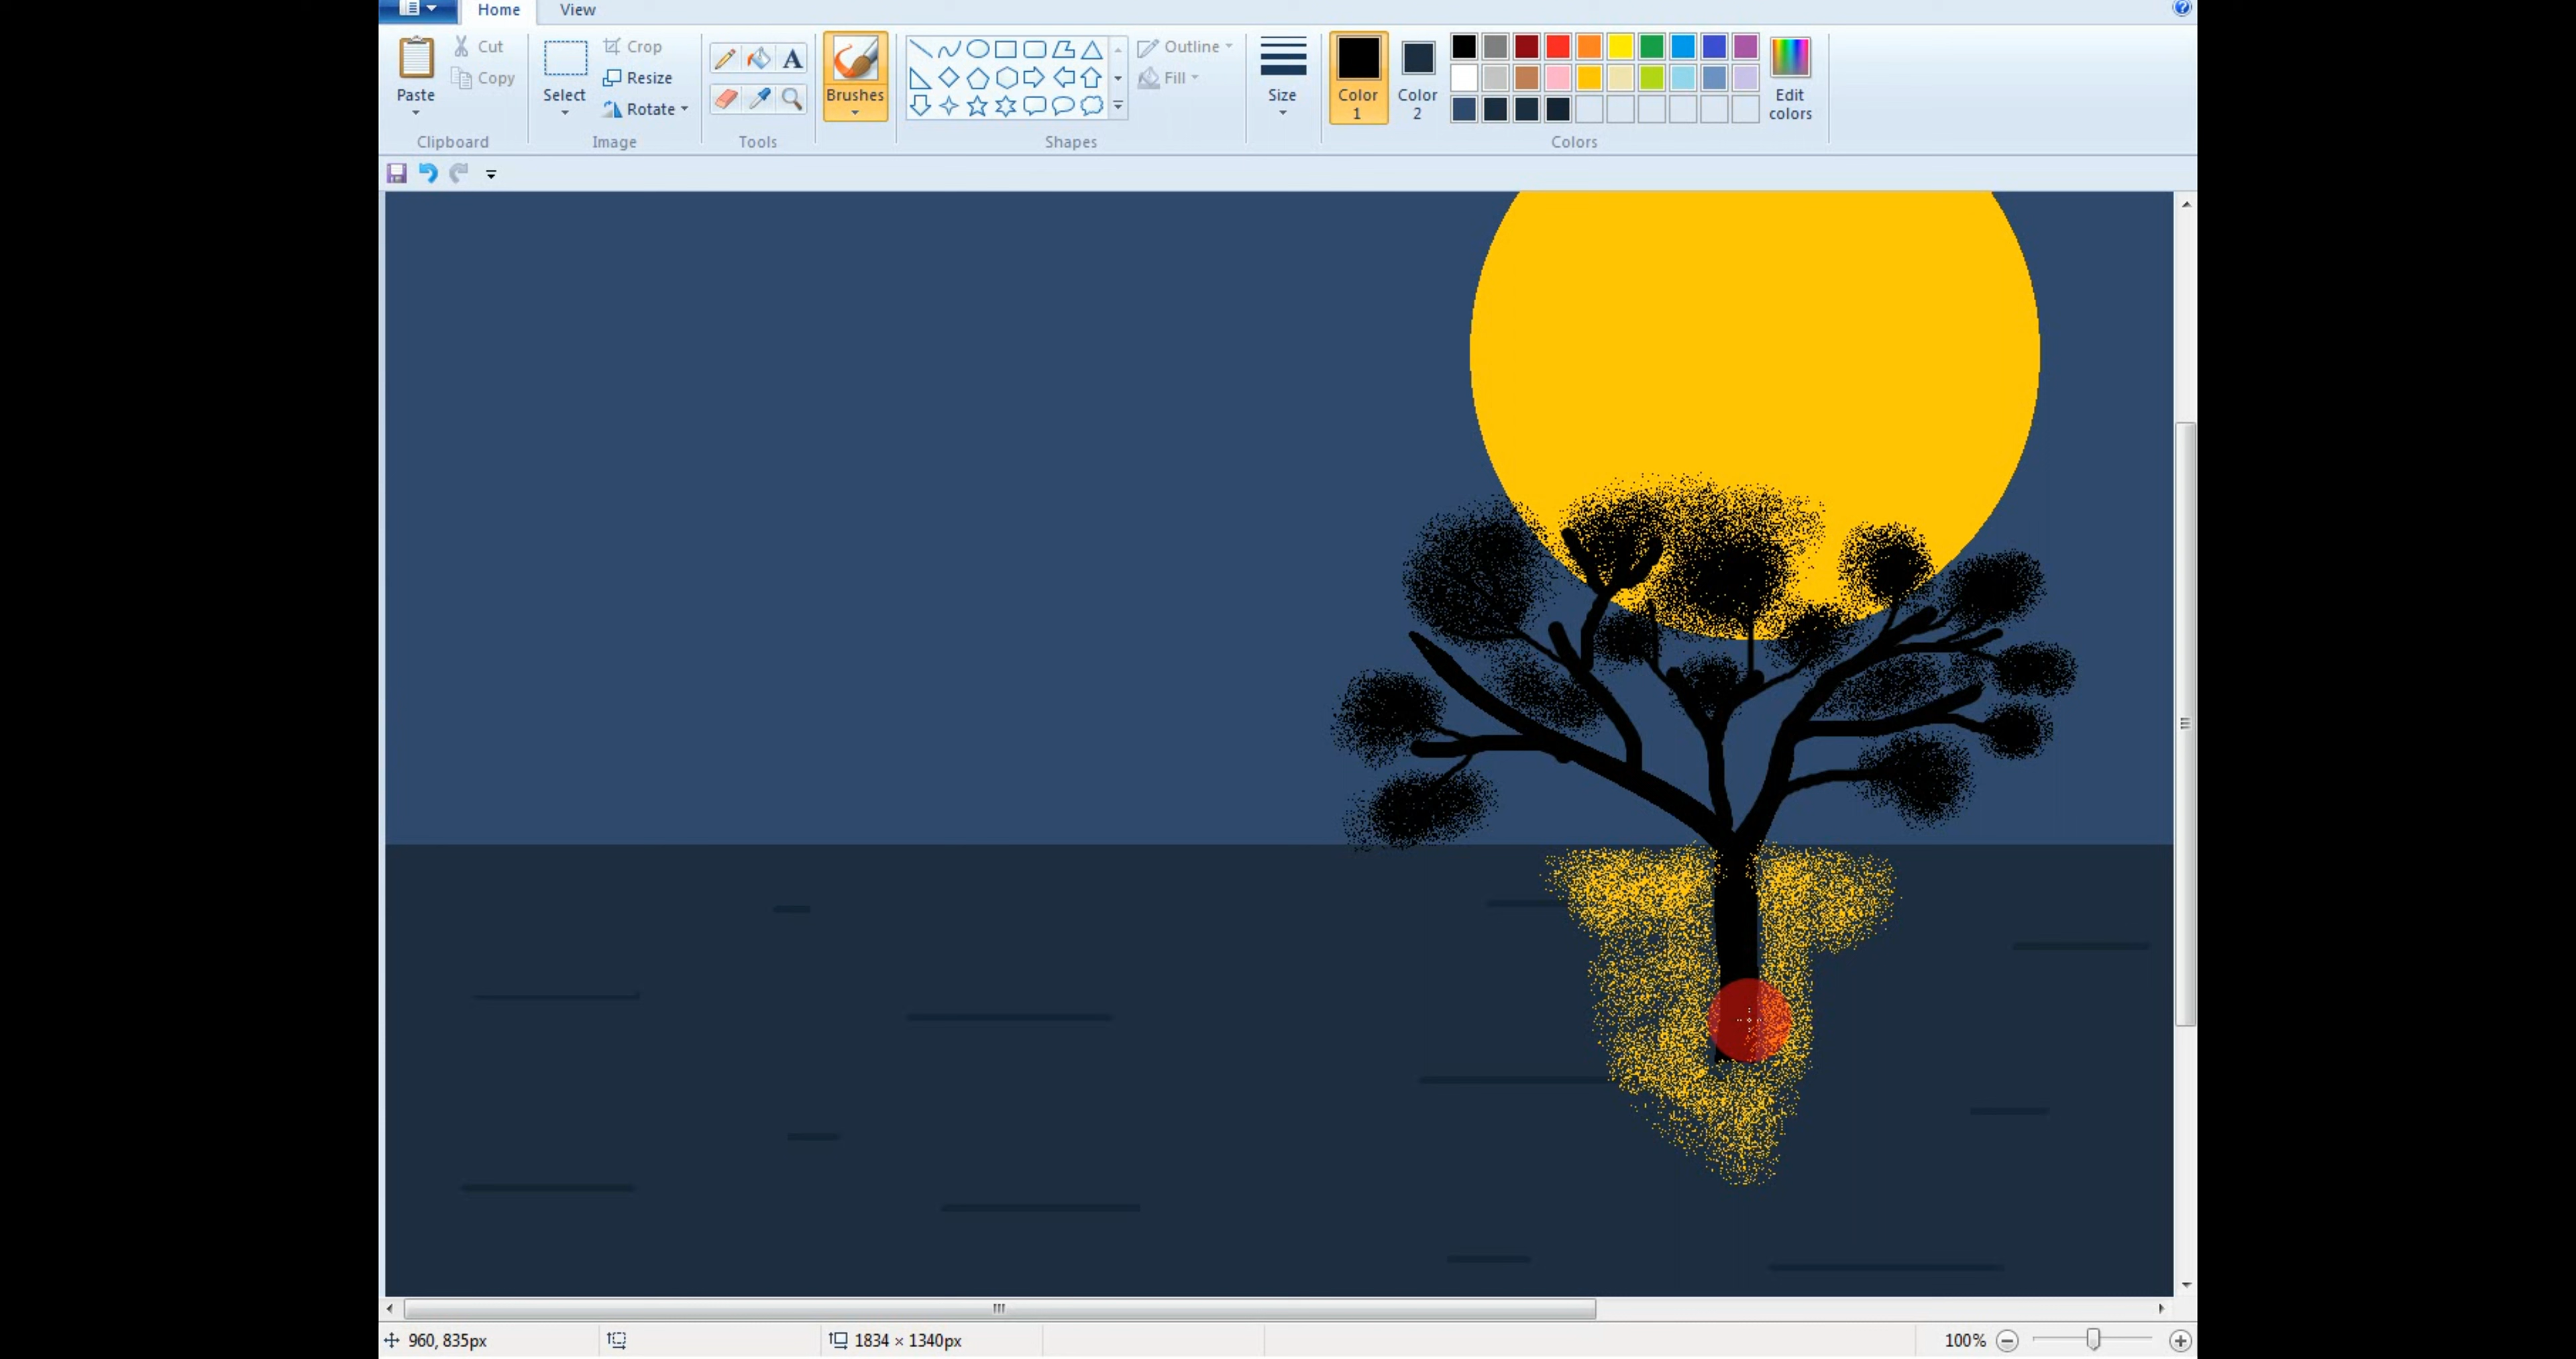 Home View
Paste
Cut
Copy
Clipboard
Select
Crop
Resize
Rotate
Image
A
Tools
Brushes
Shapes
Outline
Fill
Size
Color
1
Color
2
Edit
colors
Colors
960, 835px
1834 × 1340px
100%